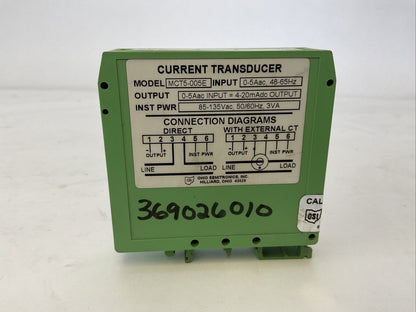 CURRENT TRANSDUCER
MODEL MCT5-005E INPUT 0-5Aac, 48-65Hz
OUTPUT 0-5Aac INPUT = 4-20mAdc OUTPUT
INST PWR 85-135Vac, 50/60Hz, 3VA
CONNECTION DIAGRAMS
DIRECT WITH EXTERNAL CT
1 2 3 4 5 6 1 2 3 4 5 6
OUTPUT INST PWR OUTPUT INST PWR
LINE LOAD LINE LOAD
OHIO SEMITRONICS, INC.
HILLIARD, OHIO 43026
CAL
OSI
369026010